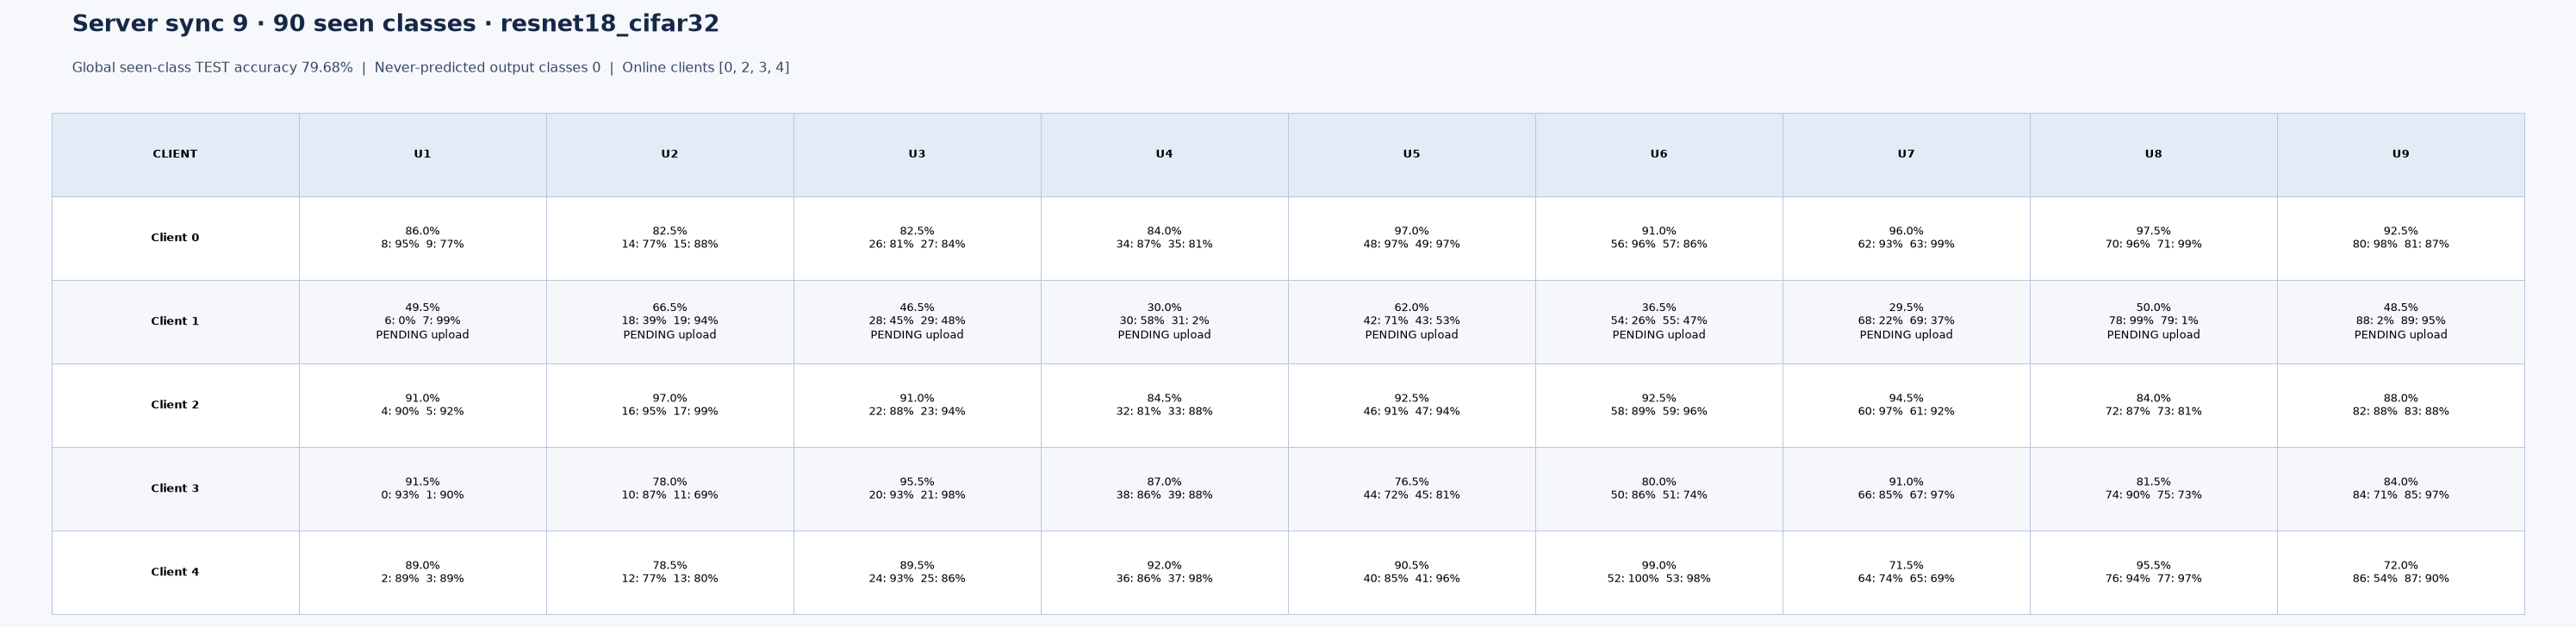 Server sync 9 · 90 seen classes · resnet18_cifar32
Global seen-class TEST accuracy 79.68% | Never-predicted output classes 0 | Online clients [0, 2, 3, 4]
CLIENT U1 U2 U3 U4 U5 U6 U7 U8 U9
86.0% 82.5% 82.5% 84.0% 97.0% 91.0% 96.0% 97.5% 92.5%
Client 0
8: 95% 9: 77% 14: 77% 15: 88% 26: 81% 27: 84% 34: 87% 35: 81% 48: 97% 49: 97% 56: 96% 57: 86% 62: 93% 63: 99% 70: 96% 71: 99% 80: 98% 81: 87%
49.5% 66.5% 46.5% 30.0% 62.0% 36.5% 29.5% 50.0% 48.5%
Client 1 6: 0% 7: 99% 18: 39% 19: 94% 28: 45% 29: 48% 30: 58% 31: 2% 42: 71% 43: 53% 54: 26% 55: 47% 68: 22% 69: 37% 78: 99% 79: 1% 88: 2% 89: 95%
PENDING upload PENDING upload PENDING upload PENDING upload PENDING upload PENDING upload PENDING upload PENDING upload PENDING upload
91.0% 97.0% 91.0% 84.5% 92.5% 92.5% 94.5% 84.0% 88.0%
Client 2
4: 90% 5: 92% 16: 95% 17: 99% 22: 88% 23: 94% 32: 81% 33: 88% 46: 91% 47: 94% 58: 89% 59: 96% 60: 97% 61: 92% 72: 87% 73: 81% 82: 88% 83: 88%
91.5% 78.0% 95.5% 87.0% 76.5% 80.0% 91.0% 81.5% 84.0%
Client 3
0: 93% 1: 90% 10: 87% 11: 69% 20: 93% 21: 98% 38: 86% 39: 88% 44: 72% 45: 81% 50: 86% 51: 74% 66: 85% 67: 97% 74: 90% 75: 73% 84: 71% 85: 97%
89.0% 78.5% 89.5% 92.0% 90.5% 99.0% 71.5% 95.5% 72.0%
Client 4
2: 89% 3: 89% 12: 77% 13: 80% 24: 93% 25: 86% 36: 86% 37: 98% 40: 85% 41: 96% 52: 100% 53: 98% 64: 74% 65: 69% 76: 94% 77: 97% 86: 54% 87: 90%